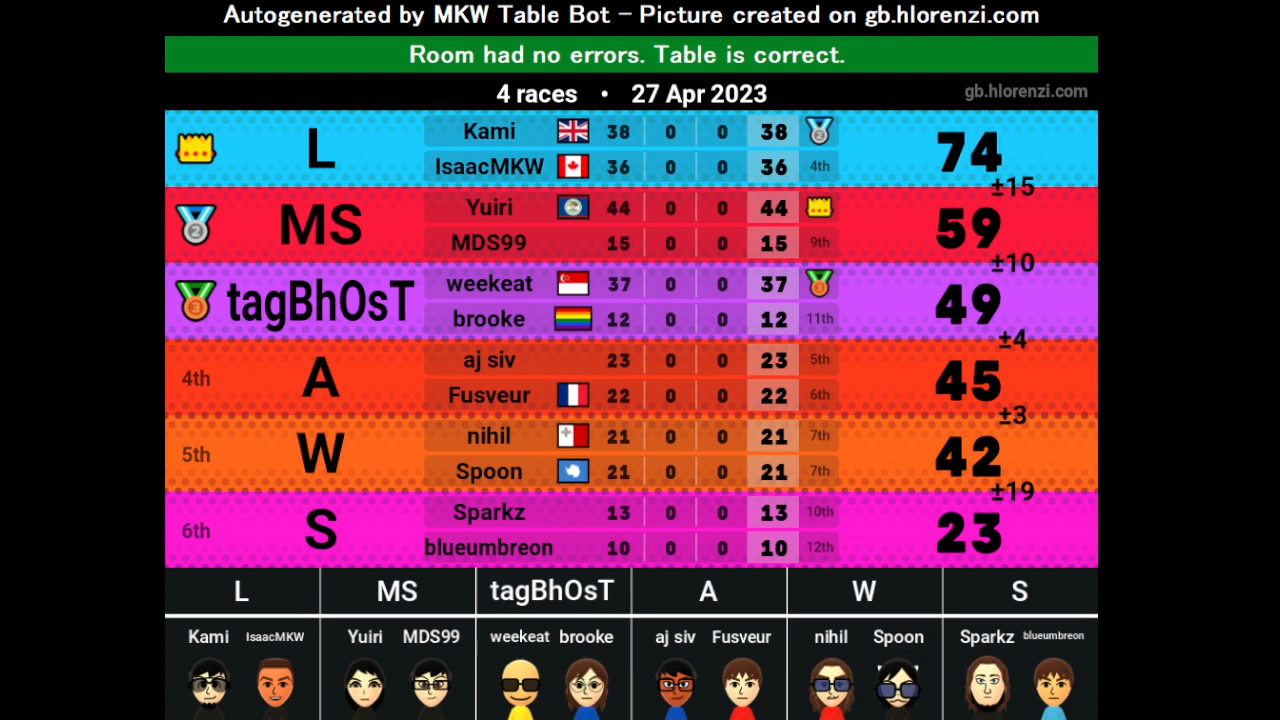 Autogenerated by MKW Table Bot – Picture created on gb.hlorenzi.com
Room had no errors. Table is correct.
4 races • 27 Apr 2023 gb.hlorenzi.com
L
Kami 38 0 0 38 2
IsaacMKW 36 0 0 36 4th
74
±15
2 MS
Yuiri 44 0 0 44
MDS99 15 0 0 15 9th
59
±10
3 tagBhOsT
weekeat 37 0 0 37 3
brooke 12 0 0 12 11th
49
±4
4th A
aj siv 23 0 0 23 5th
Fusveur 22 0 0 22 6th
45
±3
5th W
nihil 21 0 0 21 7th
Spoon 21 0 0 21 7th
42
±19
6th S
Sparkz 13 0 0 13 10th
blueumbreon 10 0 0 10 12th
23
L MS tagBhOsT A W S
Kami IsaacMKW Yuiri MDS99 weekeat brooke aj siv Fusveur nihil Spoon Sparkz blueumbreon